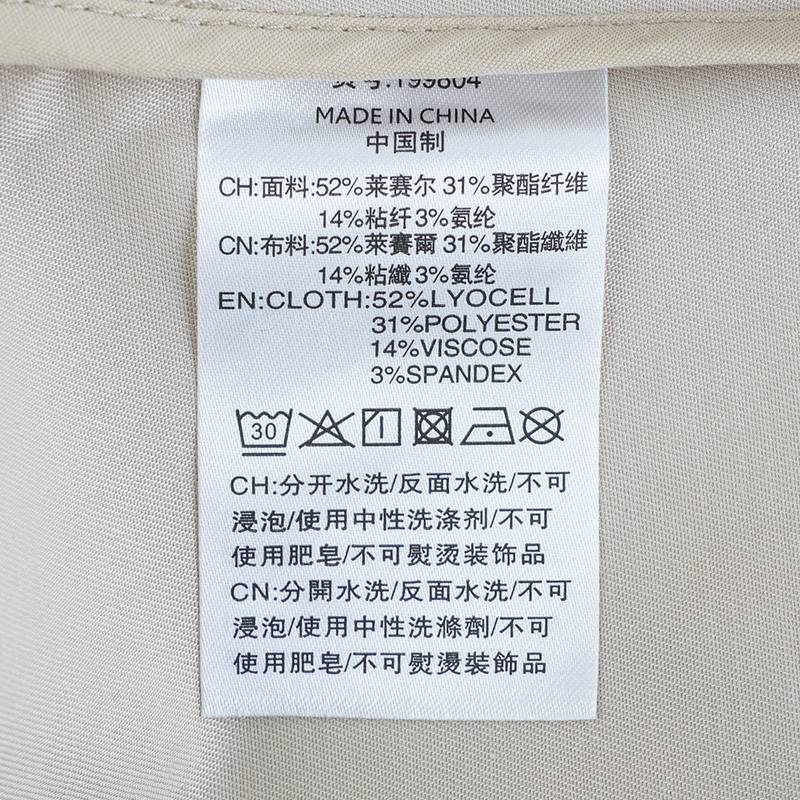 货号:199804
MADE IN CHINA
中国制
CH:面料:52%莱赛尔 31%聚酯纤维
14%粘纤3%氨纶
CN:布料:52%萊賽爾 31%聚酯纖維
14%粘纖3%氨纶
EN:CLOTH:52%LYOCELL
31%POLYESTER
14%VISCOSE
3%SPANDEX
30
CH:分开水洗/反面水洗/不可
浸泡/使用中性洗涤剂/不可
使用肥皂/不可熨烫装饰品
CN:分開水洗/反面水洗/不可
浸泡/使用中性洗滌劑/不可
使用肥皂/不可熨燙裝飾品